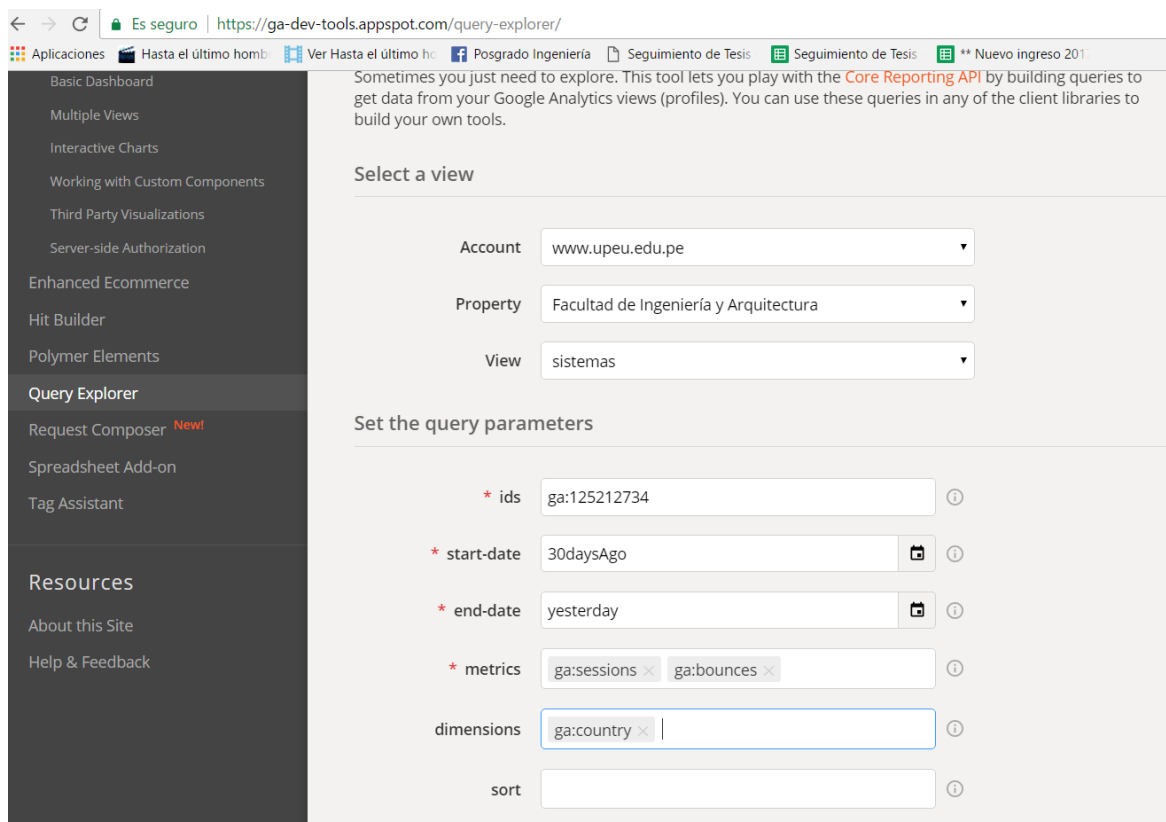 Es seguro | https://ga-dev-tools.appspot.com/query-explorer/
Aplicaciones Hasta el último homb Ver Hasta el último ho Posgrado Ingeniería Seguimiento de Tesis Seguimiento de Tesis ** Nuevo ingreso 201
Basic Dashboard
Multiple Views
Interactive Charts
Working with Custom Components
Third Party Visualizations
Server-side Authorization
Enhanced Ecommerce
Hit Builder
Polymer Elements
Query Explorer
Request Composer New!
Spreadsheet Add-on
Tag Assistant
Resources
About this Site
Help & Feedback
Sometimes you just need to explore. This tool lets you play with the Core Reporting API by building queries to
get data from your Google Analytics views (profiles). You can use these queries in any of the client libraries to
build your own tools.
Select a view
Account www.upeu.edu.pe
Property Facultad de Ingeniería y Arquitectura
View sistemas
Set the query parameters
* ids ga:125212734
* start-date 30daysAgo
* end-date yesterday
* metrics ga:sessions × ga:bounces ×
dimensions ga:country ×
sort